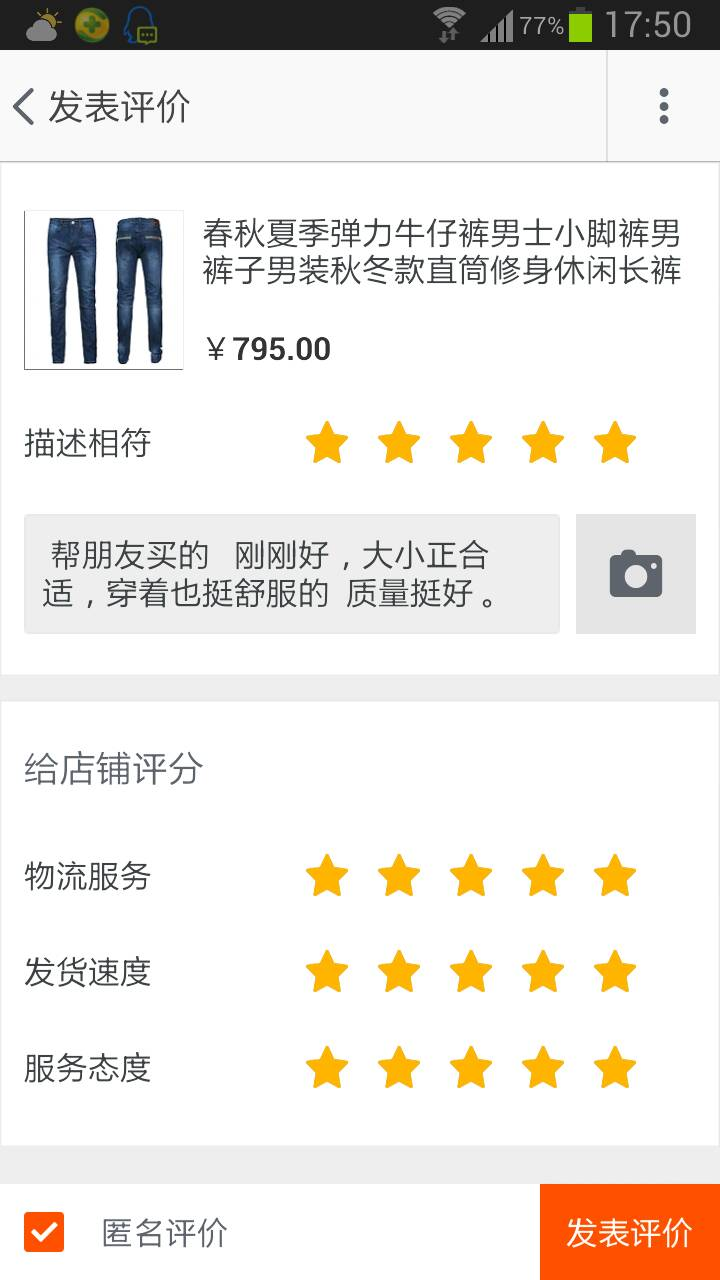 77% 17:50
发表评价
春秋夏季弹力牛仔裤男士小脚裤男
裤子男装秋冬款直筒修身休闲长裤
￥795.00
描述相符
帮朋友买的 刚刚好，大小正合
适，穿着也挺舒服的 质量挺好。
给店铺评分
物流服务
发货速度
服务态度
匿名评价
发表评价